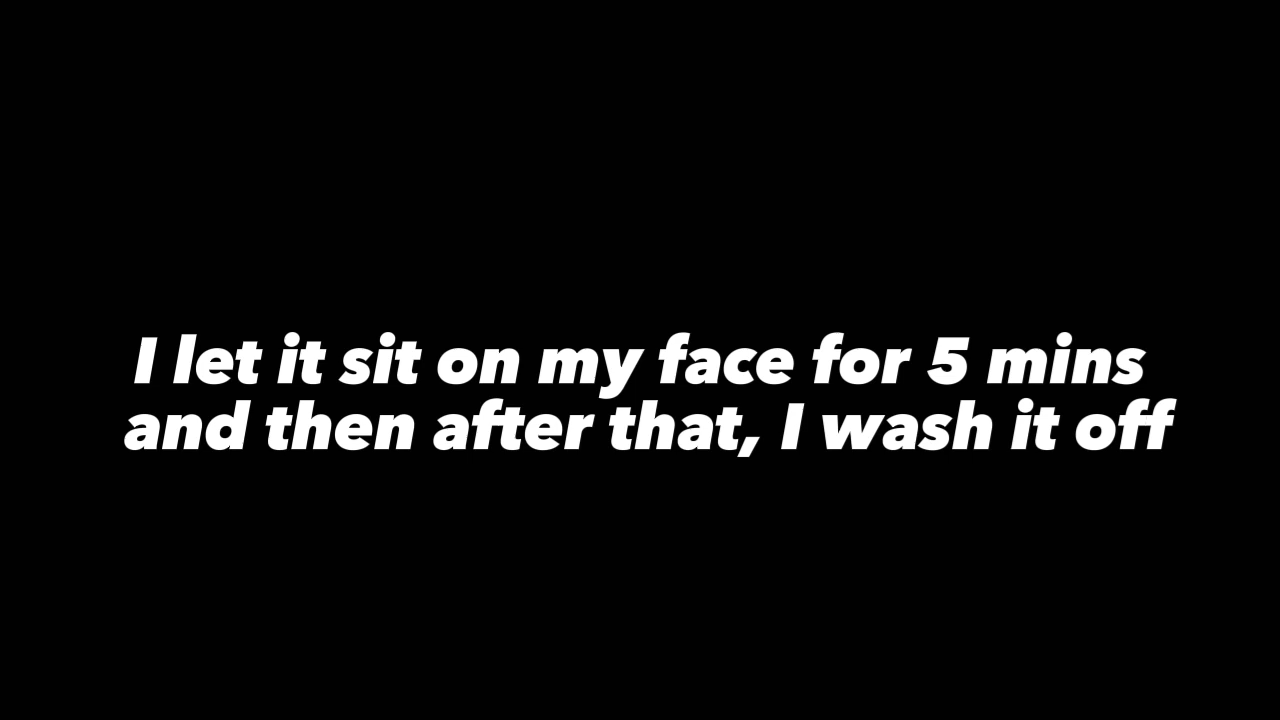 I let it sit on my face for 5 mins
and then after that, I wash it off